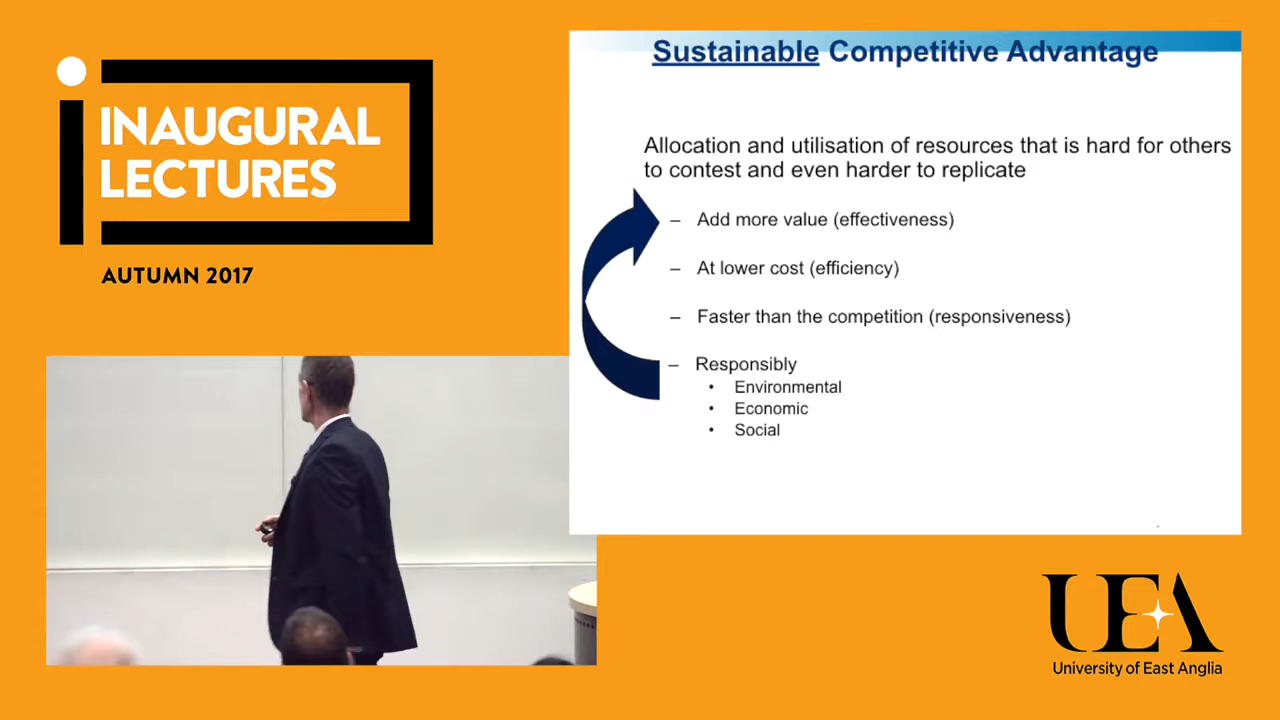 INAUGURAL
LECTURES
AUTUMN 2017
Sustainable Competitive Advantage
Allocation and utilisation of resources that is hard for others
to contest and even harder to replicate
– Add more value (effectiveness)
– At lower cost (efficiency)
– Faster than the competition (responsiveness)
– Responsibly
• Environmental
• Economic
• Social
UEA
University of East Anglia